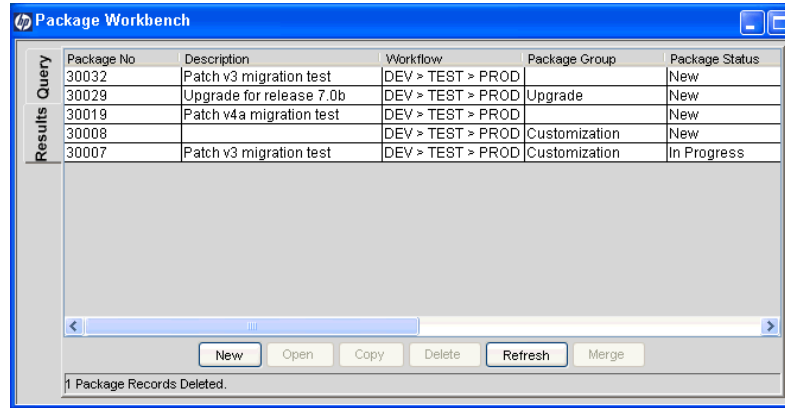 hp Package Workbench
Query
Results
Package No Description Workflow Package Group Package Status
30032 Patch v3 migration test DEV > TEST > PROD New
30029 Upgrade for release 7.0b DEV > TEST > PROD Upgrade New
30019 Patch v4a migration test DEV > TEST > PROD New
30008 DEV > TEST > PROD Customization New
30007 Patch v3 migration test DEV > TEST > PROD Customization In Progress
New Open Copy Delete Refresh Merge
1 Package Records Deleted.